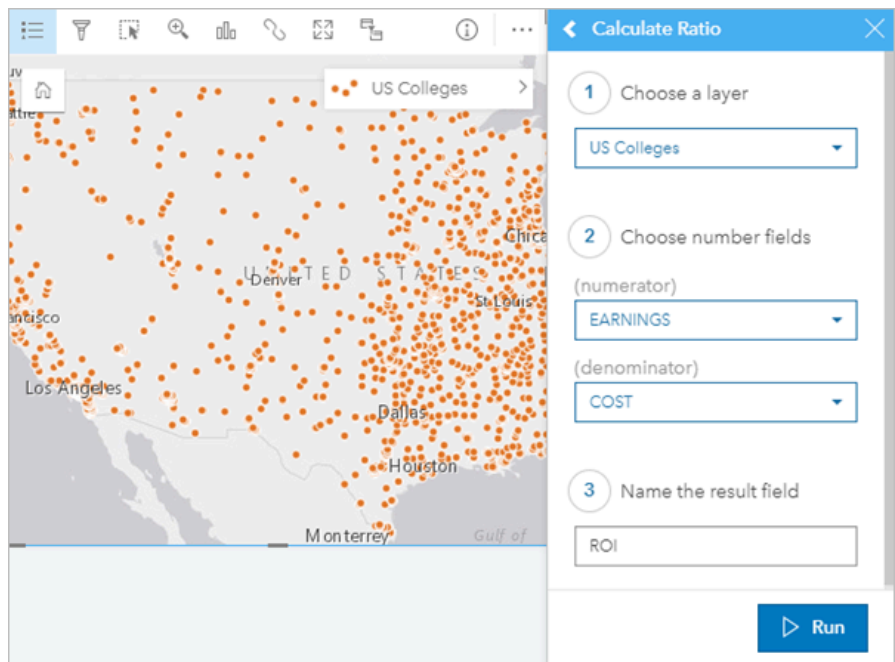 US Colleges
UNITED STATES
Denver
Chica
St Louis
ancisco
Los Angeles
Dallas
Houston
Monterrey
Gulf of
Calculate Ratio
1 Choose a layer
US Colleges
2 Choose number fields
(numerator)
EARNINGS
(denominator)
COST
3 Name the result field
ROI
Run